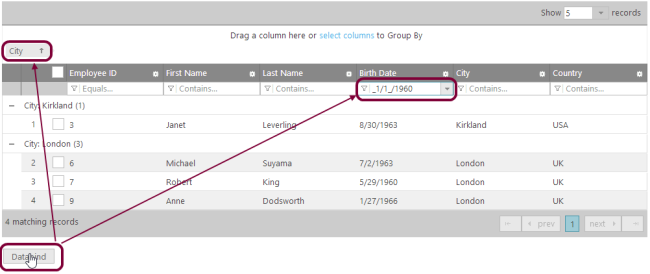 Show 5 records
Drag a column here or select columns to Group By
City
Employee ID First Name Last Name Birth Date City Country
Equals... Contains... Contains... _1/1_/1960 Contains... Contains...
City: Kirkland (1)
1 3 Janet Leverling 8/30/1963 Kirkland USA
City: London (3)
2 6 Michael Suyama 7/2/1963 London UK
3 7 Robert King 5/29/1960 London UK
4 9 Anne Dodsworth 1/27/1966 London UK
4 matching records prev 1 next
Databind